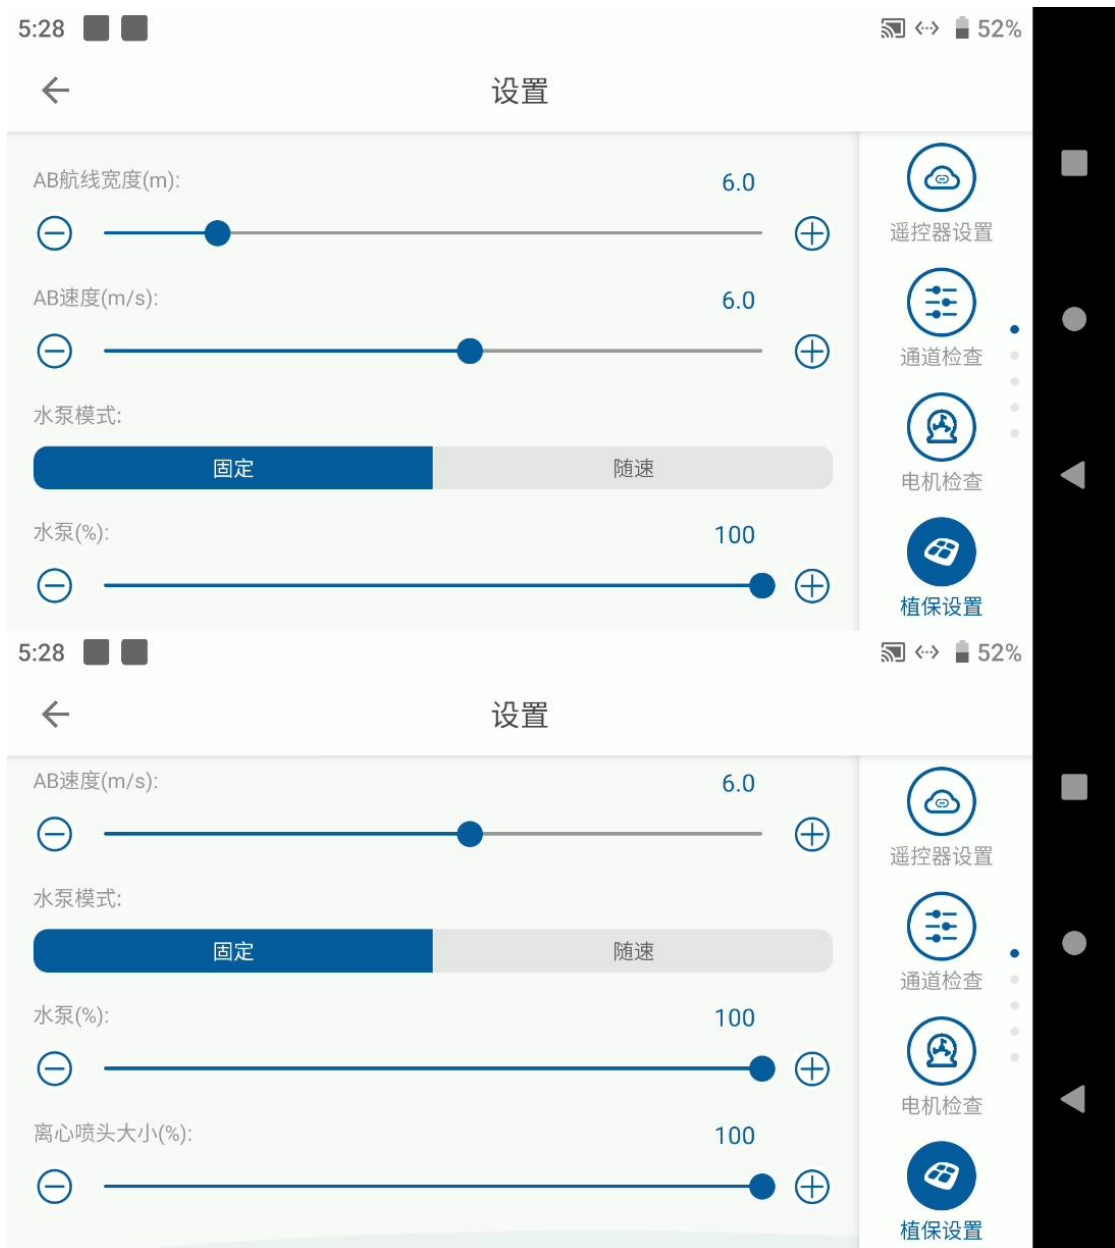 5:28
52%
设置
AB航线宽度(m):
6.0
AB速度(m/s):
6.0
水泵模式:
固定
随速
水泵(%):
100
遥控器设置
通道检查
电机检查
植保设置
5:28
52%
设置
AB速度(m/s):
6.0
水泵模式:
固定
随速
水泵(%):
100
离心喷头大小(%):
100
遥控器设置
通道检查
电机检查
植保设置